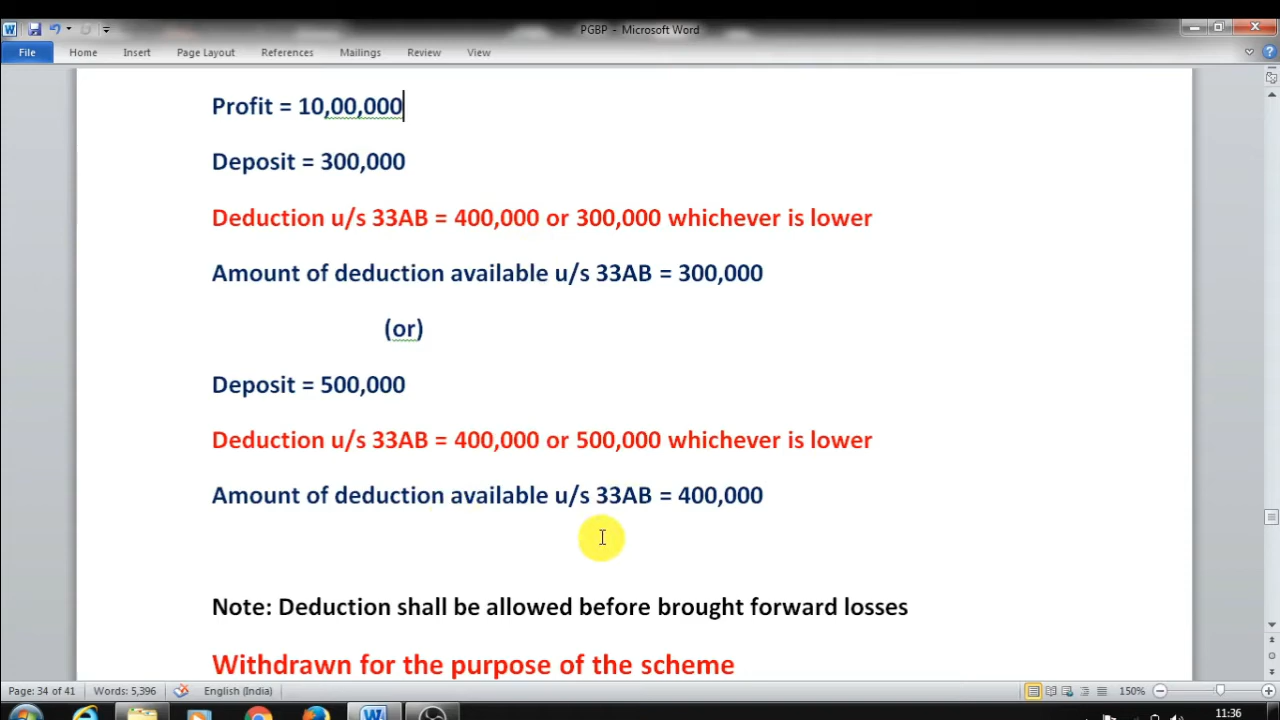 PGBP - Microsoft Word
File Home Insert Page Layout References Mailings Review View
Profit = 10,00,000
Deposit = 300,000
Deduction u/s 33AB = 400,000 or 300,000 whichever is lower
Amount of deduction available u/s 33AB = 300,000
(or)
Deposit = 500,000
Deduction u/s 33AB = 400,000 or 500,000 whichever is lower
Amount of deduction available u/s 33AB = 400,000
Note: Deduction shall be allowed before brought forward losses
Withdrawn for the purpose of the scheme
Page: 34 of 41 Words: 5,396 English (India) 150%
11:36